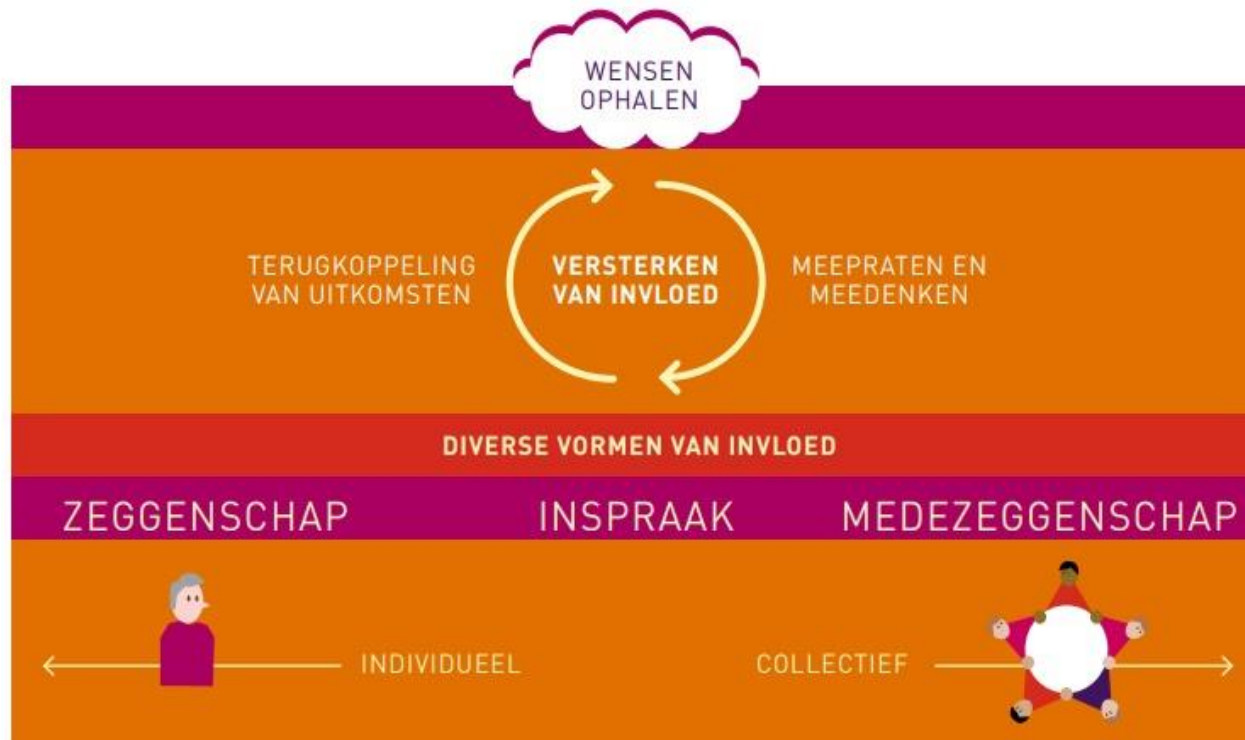 WENSEN
OPHALEN
TERUGKOPPELING
VAN UITKOMSTEN
VERSTERKEN
VAN INVLOED
MEEPRATEN EN
MEEDENKEN
DIVERSE VORMEN VAN INVLOED
ZEGGENSCHAP
INSPRAAK
MEDEZEGGENSCHAP
INDIVIDUEEL
COLLECTIEF